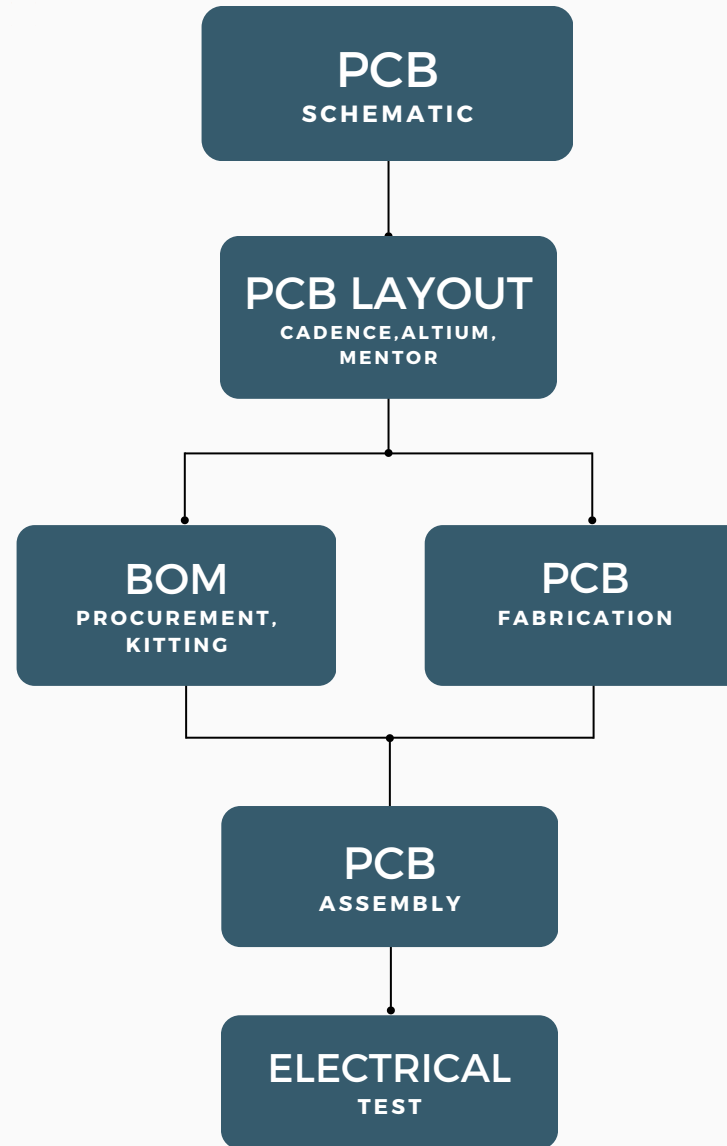 PCB
SCHEMATIC
PCB LAYOUT
CADENCE,ALTIUM,
MENTOR
BOM
PROCUREMENT,
KITTING
PCB
FABRICATION
PCB
ASSEMBLY
ELECTRICAL
TEST